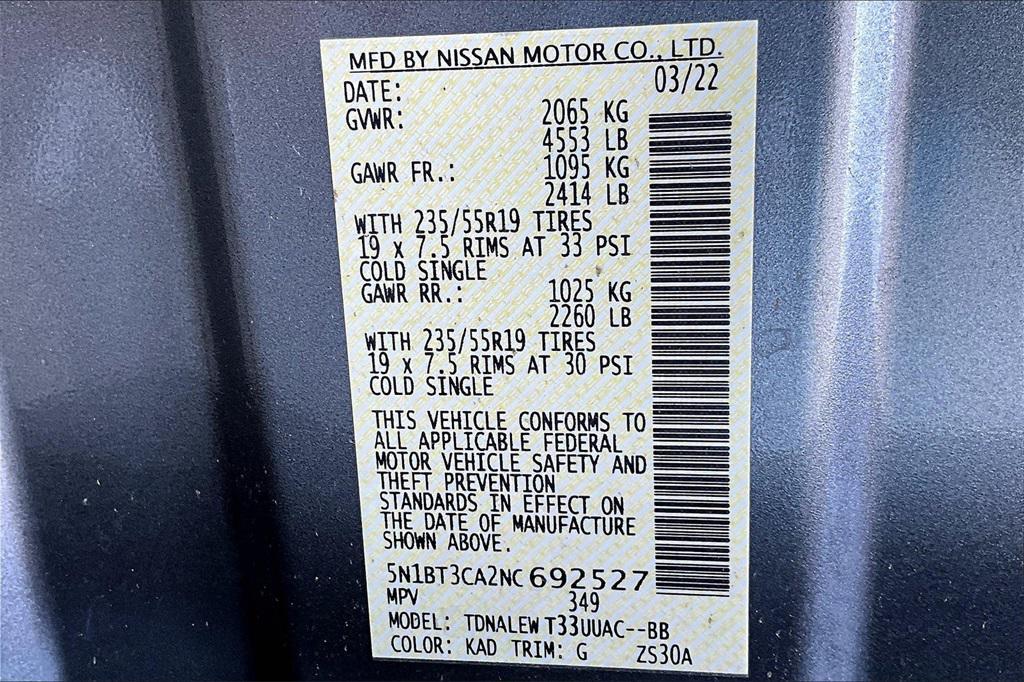 MFD BY NISSAN MOTOR CO., LTD.
DATE: 03/22
GVWR: 2065 KG
4553 LB
GAWR FR.: 1095 KG
2414 LB
WITH 235/55R19 TIRES
19 x 7.5 RIMS AT 33 PSI
COLD SINGLE
GAWR RR.: 1025 KG
2260 LB
WITH 235/55R19 TIRES
19 x 7.5 RIMS AT 30 PSI
COLD SINGLE
THIS VEHICLE CONFORMS TO
ALL APPLICABLE FEDERAL
MOTOR VEHICLE SAFETY AND
THEFT PREVENTION
STANDARDS IN EFFECT ON
THE DATE OF MANUFACTURE
SHOWN ABOVE.
5N1BT3CA2NC692527
MPV 349
MODEL: TDNALEW T33UUAC--BB
COLOR: KAD TRIM: G ZS30A